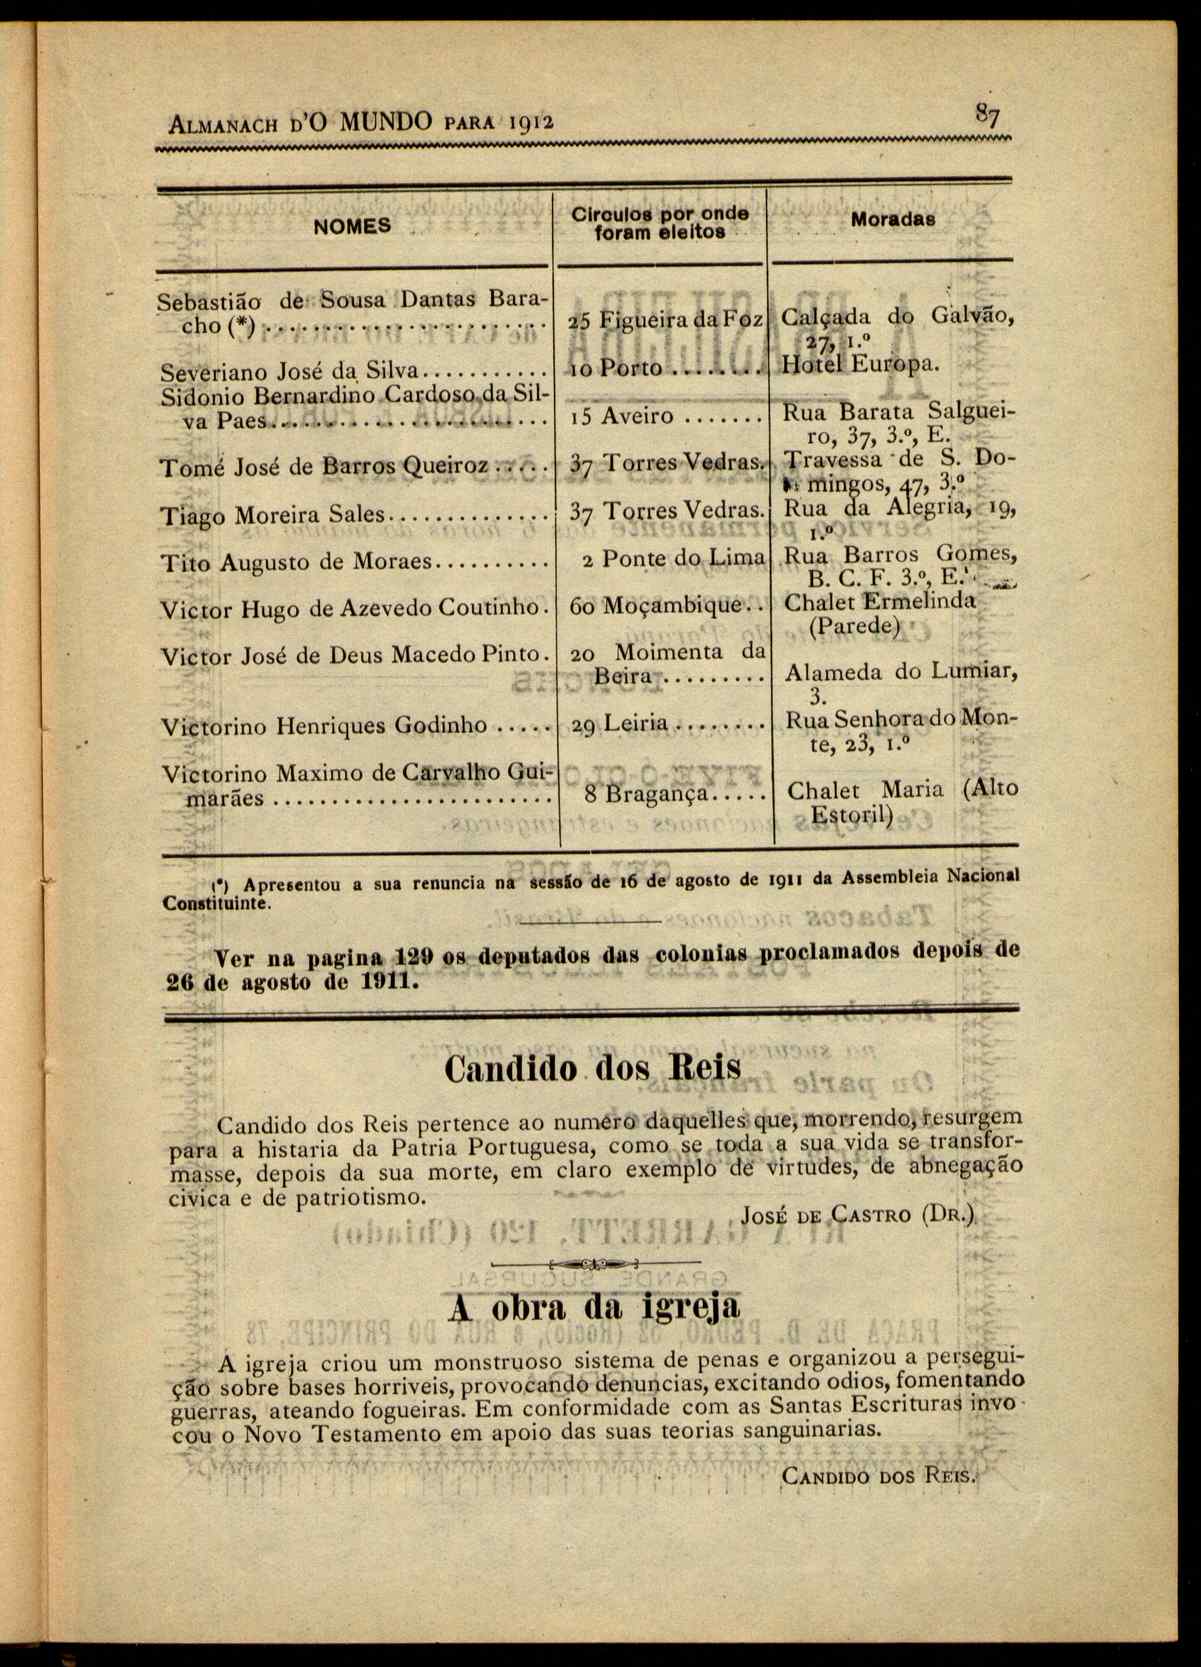 ALMANACH D'O MUNDO PARA 1912 87
NOMES
Circulos por onde foram eleitos
Moradas
Sebastião de Sousa Dantas Bara-
cho (*) ........................ 25 Figueira da Foz Calçada do Galvão,
27, 1.º
Severiano José da Silva........... 10 Porto ........ Hotel Europa.
Sidonio Bernardino Cardoso da Sil-
va Paes........................ 15 Aveiro ....... Rua Barata Salguei-
ro, 37, 3.º, E.
Tomé José de Barros Queiroz ..... 37 Torres Vedras. Travessa de S. Do-
mingos, 47, 3.º
Tiago Moreira Sales.............. 37 Torres Vedras. Rua da Alegria, 19,
1.º
Tito Augusto de Moraes.......... 2 Ponte do Lima Rua Barros Gomes,
B. C. F. 3.º, E.
Victor Hugo de Azevedo Coutinho. 60 Moçambique.. Chalet Ermelinda
(Parede)
Victor José de Deus Macedo Pinto. 20 Moimenta da
Beira ......... Alameda do Lumiar,
3.
Victorino Henriques Godinho ..... 29 Leiria ........ Rua Senhora do Mon-
te, 23, 1.º
Victorino Maximo de Carvalho Gui-
marães ........................ 8 Bragança..... Chalet Maria (Alto
Estoril)
(*) Apresentou a sua renuncia na sessão de 16 de agosto de 1911 da Assembleia Nacional
Constituinte.
Ver na pagina 129 os deputados das colonias proclamados depois de
26 de agosto de 1911.
Candido dos Reis
Candido dos Reis pertence ao numero daquelles que, morrendo, resurgem
para a histaria da Patria Portuguesa, como se toda a sua vida se transfor-
masse, depois da sua morte, em claro exemplo de virtudes, de abnegação
civica e de patriotismo.
JOSÉ DE CASTRO (DR.)
A obra da igreja
A igreja criou um monstruoso sistema de penas e organizou a persegui-
ção sobre bases horriveis, provocando denuncias, excitando odios, fomentando
guerras, ateando fogueiras. Em conformidade com as Santas Escrituras invo-
cou o Novo Testamento em apoio das suas teorias sanguinarias.
CANDIDO DOS REIS.